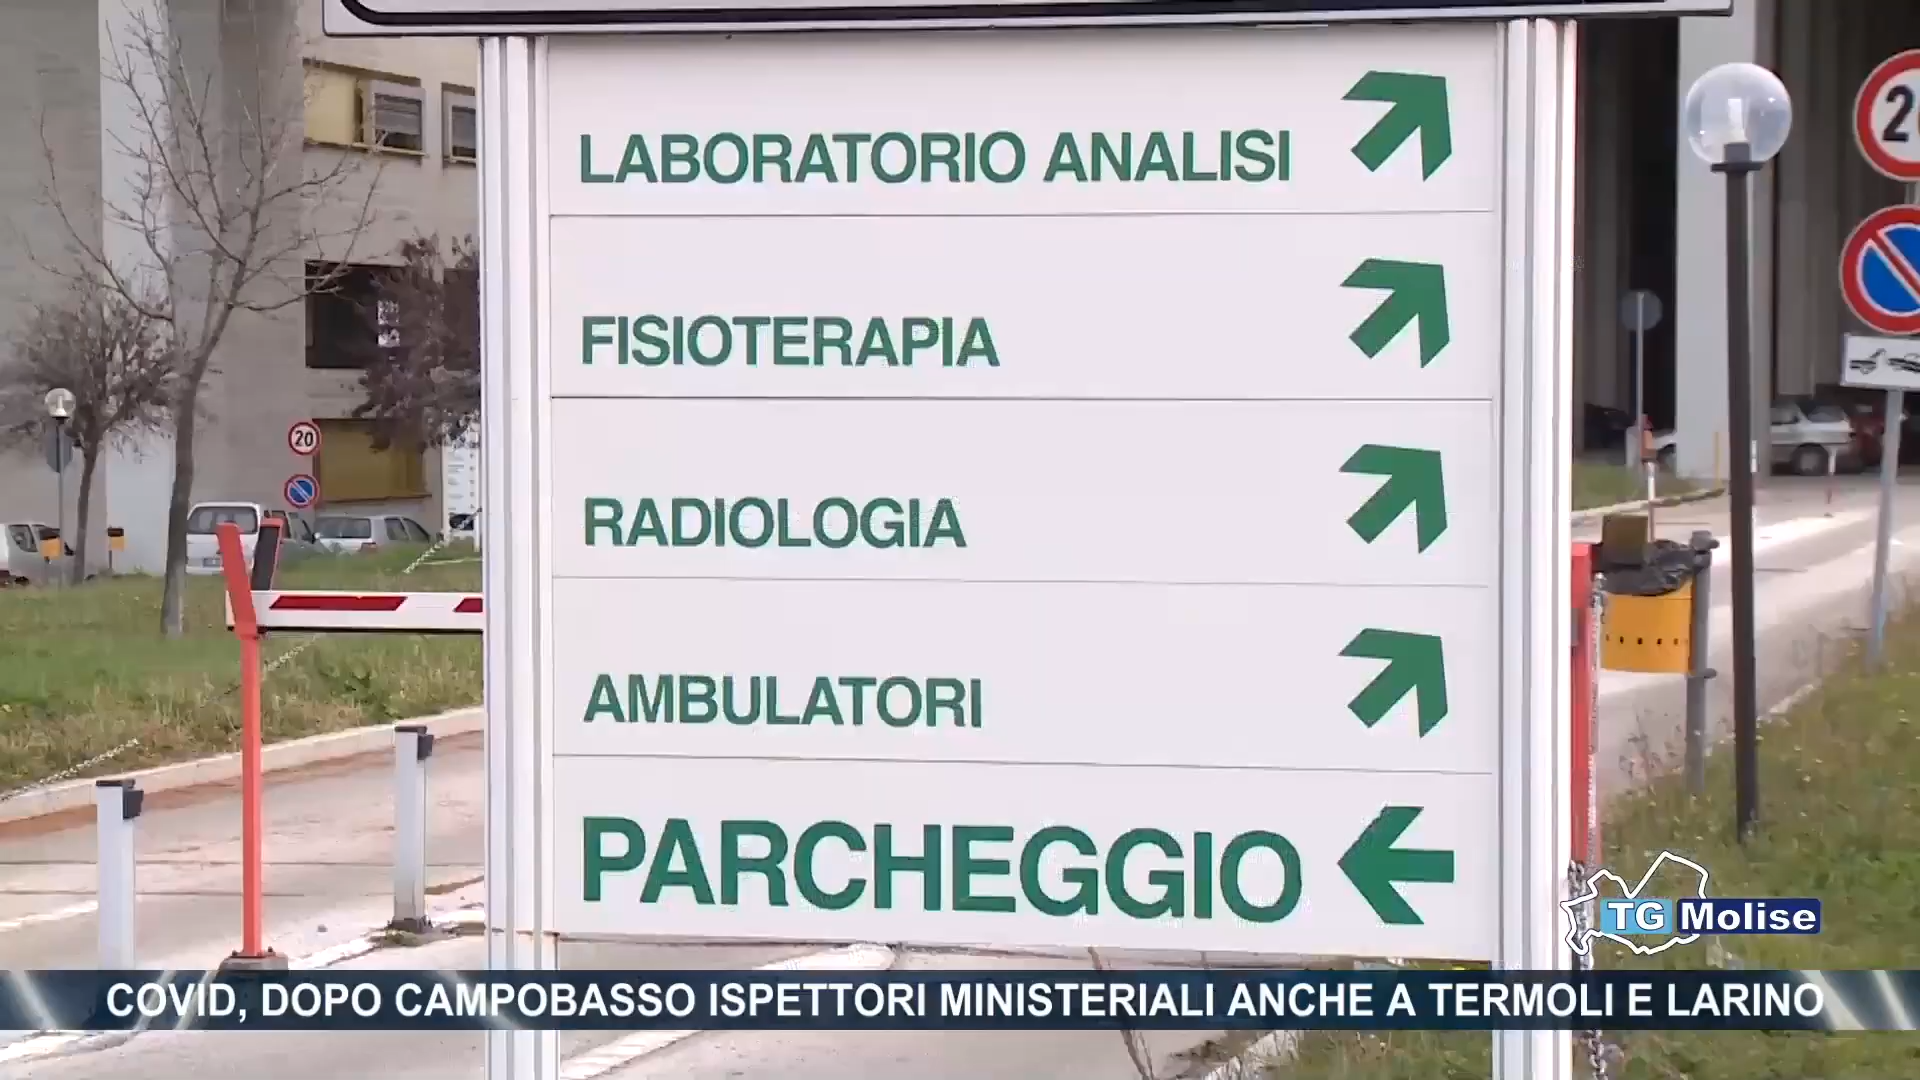 LABORATORIO ANALISI
FISIOTERAPIA
RADIOLOGIA
AMBULATORI
PARCHEGGIO
20
TG Molise
COVID, DOPO CAMPOBASSO ISPETTORI MINISTERIALI ANCHE A TERMOLI E LARINO